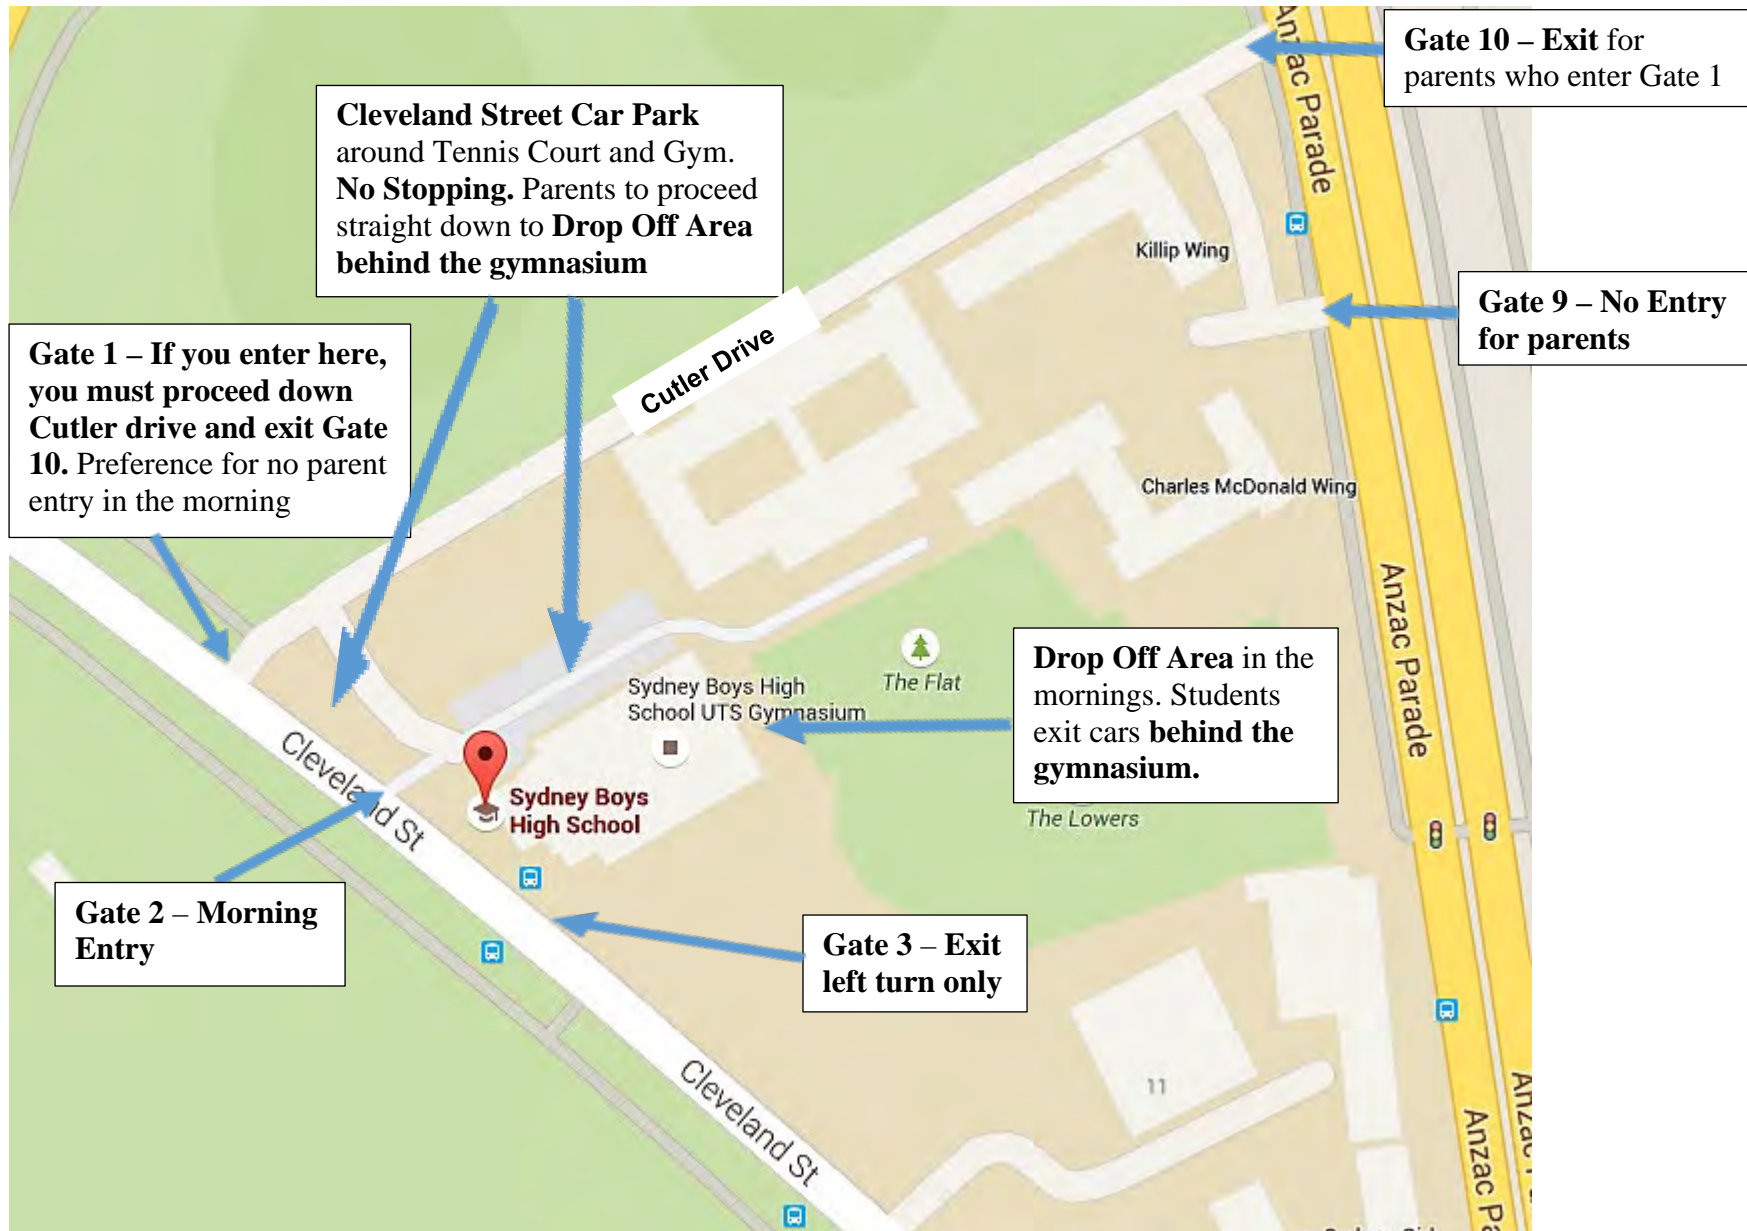 Anzac Parade
Gate 10 – Exit for
parents who enter Gate 1
Cleveland Street Car Park
around Tennis Court and Gym.
No Stopping. Parents to proceed
straight down to Drop Off Area
behind the gymnasium
Anzac Parade
Killip Wing
Gate 9 – No Entry
for parents
Gate 1 – If you enter here,
you must proceed down
Cutler drive and exit Gate
10. Preference for no parent
entry in the morning
Cutler Drive
Charles McDonald Wing
Anzac Parade
Sydney Boys High
School UTS Gymnasium
The Flat
Drop Off Area in the
mornings. Students
exit cars behind the
gymnasium.
Cleveland St
Sydney Boys
High School
The Lowers
Gate 2 – Morning
Entry
Gate 3 – Exit
left turn only
11
Cleveland St
Anzac Pa